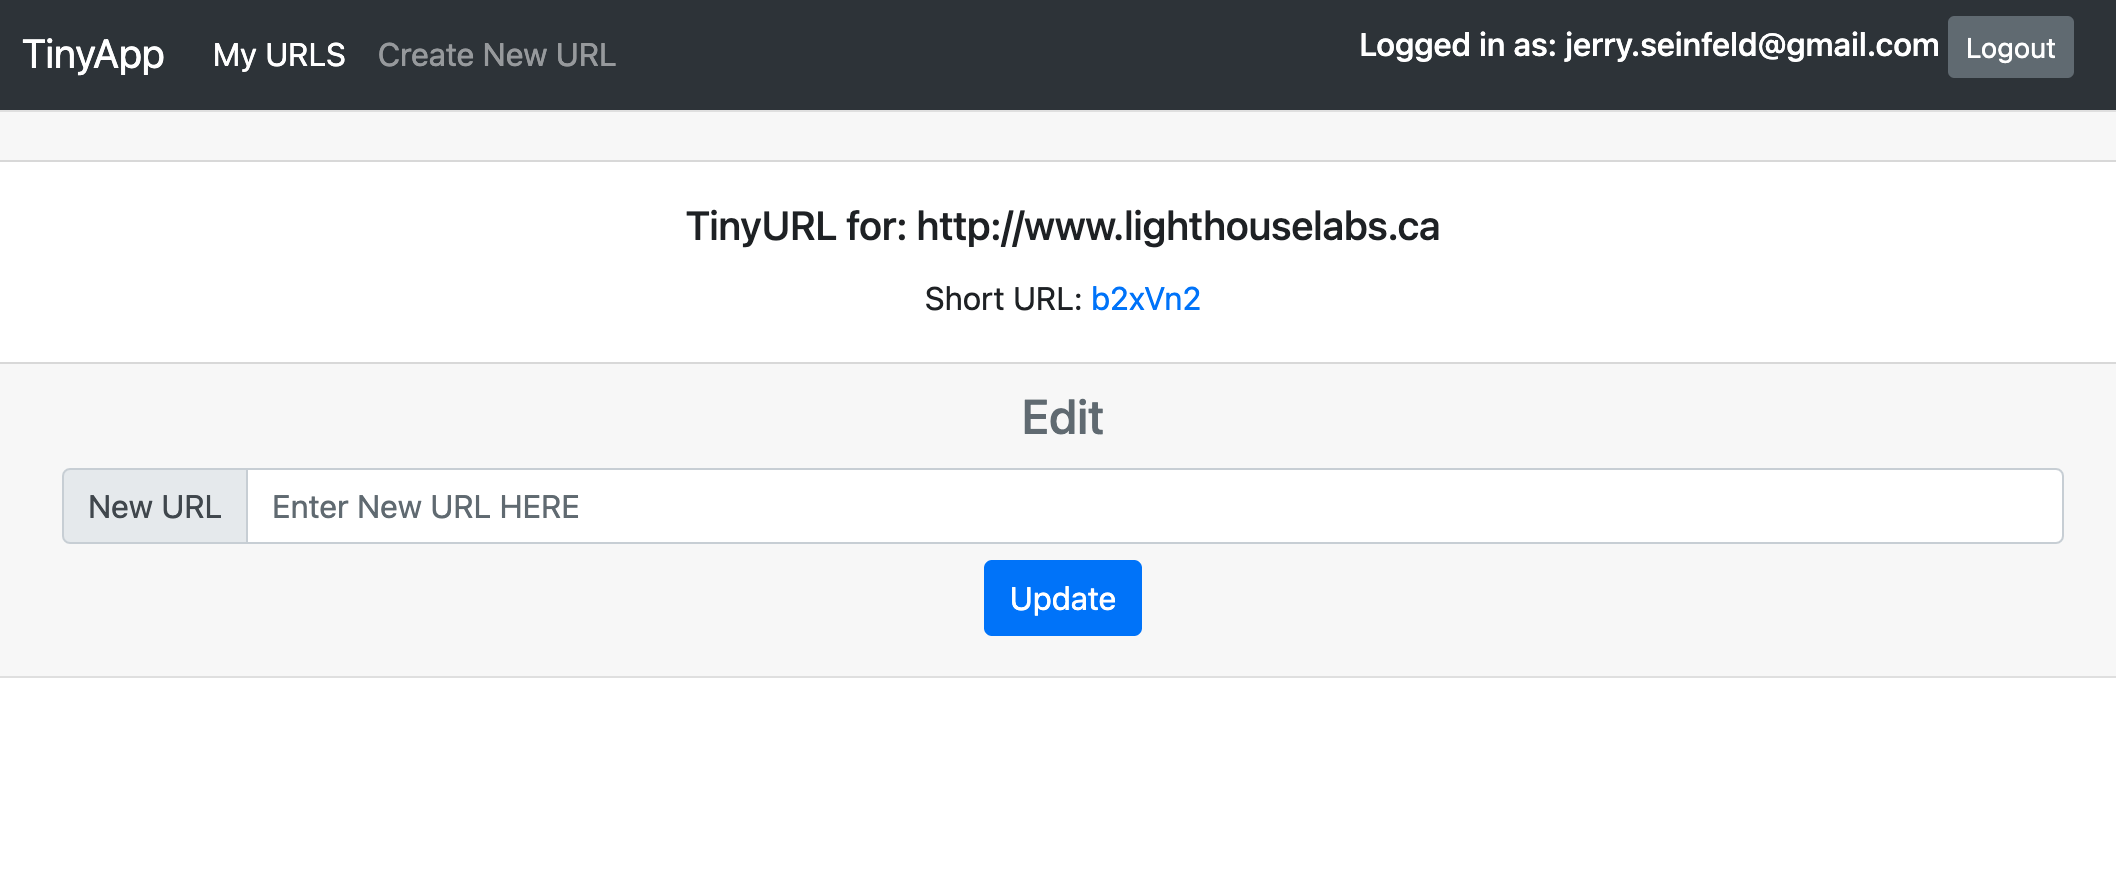 TinyApp My URLS Create New URL Logged in as: jerry.seinfeld@gmail.com Logout
TinyURL for: http://www.lighthouselabs.ca
Short URL: b2xVn2
Edit
New URL Enter New URL HERE
Update